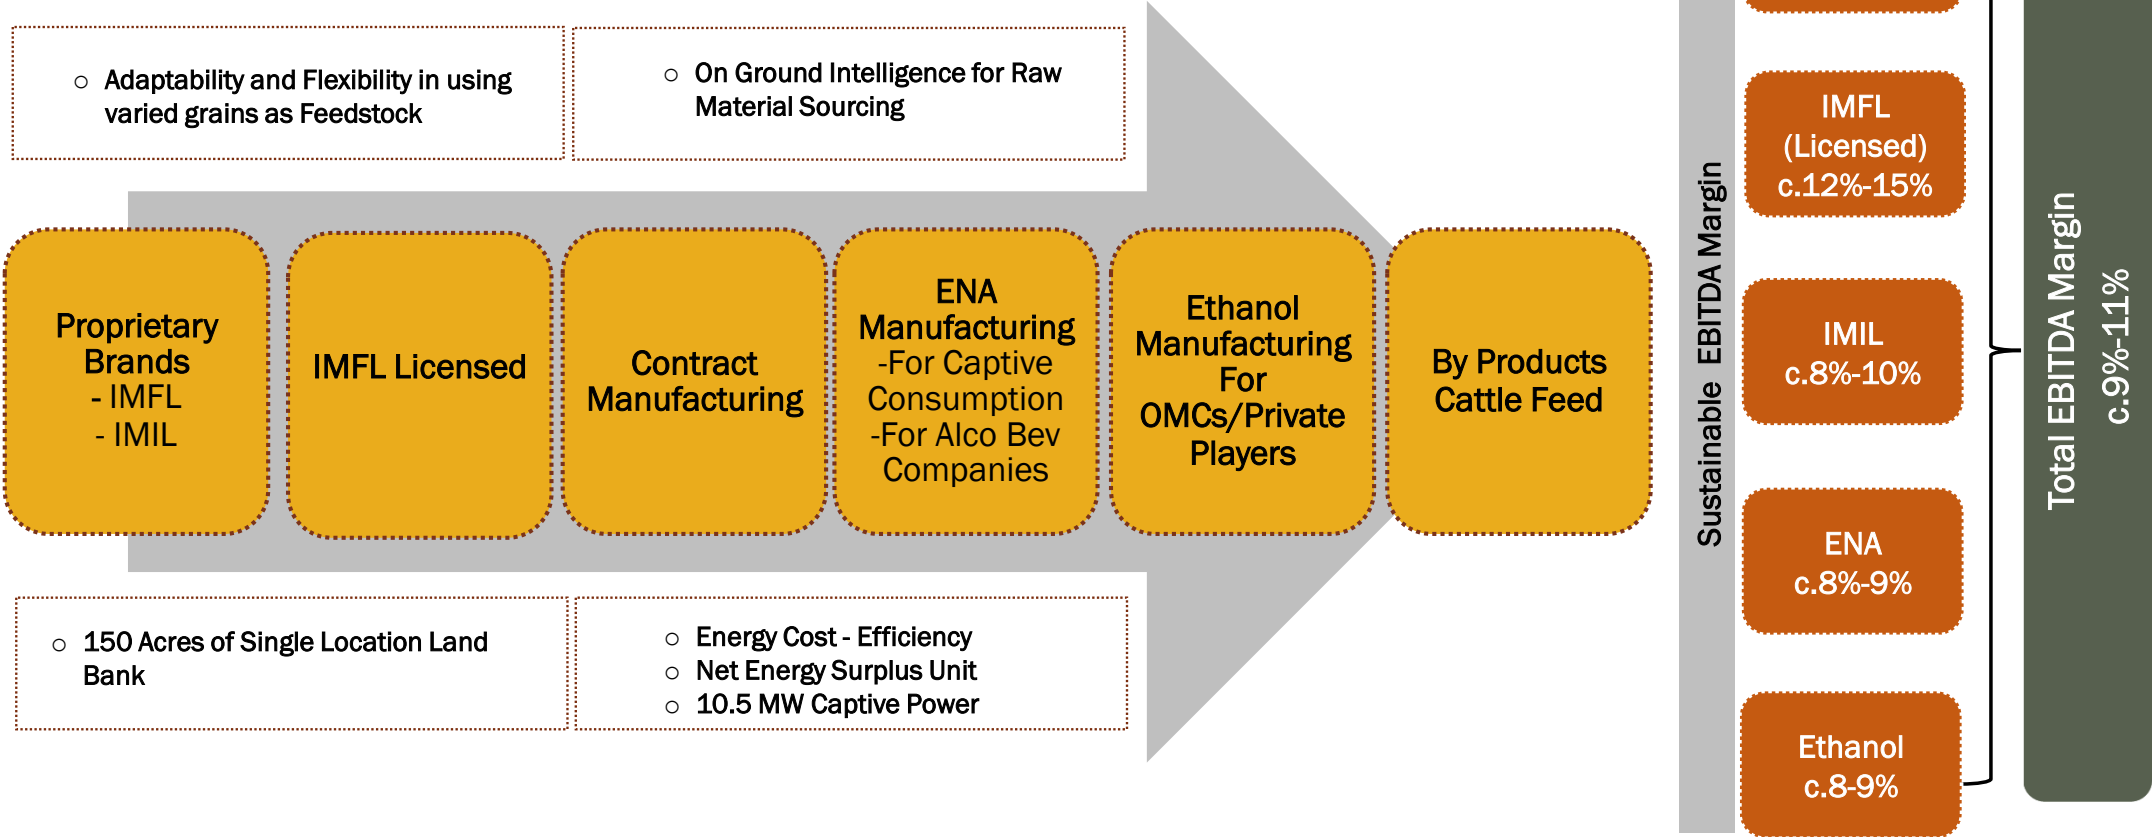 ○ Adaptability and Flexibility in using
varied grains as Feedstock
○ On Ground Intelligence for Raw
Material Sourcing
Proprietary
Brands
- IMFL
- IMIL
IMFL Licensed
Contract
Manufacturing
ENA
Manufacturing
-For Captive
Consumption
-For Alco Bev
Companies
Ethanol
Manufacturing
For
OMCs/Private
Players
By Products
Cattle Feed
○ 150 Acres of Single Location Land
Bank
○ Energy Cost - Efficiency
○ Net Energy Surplus Unit
○ 10.5 MW Captive Power
Sustainable EBITDA Margin
IMFL
(Licensed)
c.12%-15%
IMIL
c.8%-10%
ENA
c.8%-9%
Ethanol
c.8-9%
Total EBITDA Margin
c.9%-11%